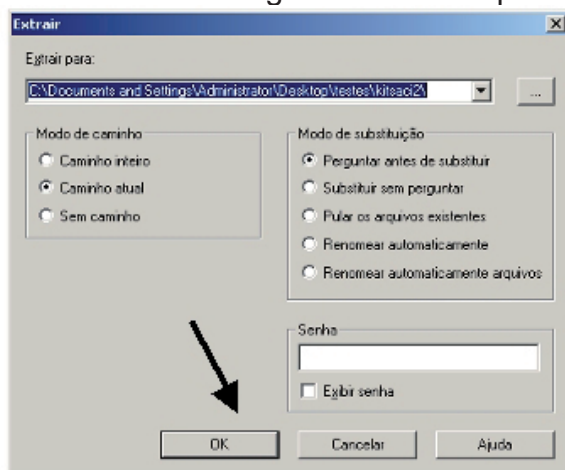 Extrair
Extrair para:
C:\Documents and Settings\Administrator\Desktop\testes\kitsaci2\
...
Modo de caminho
Caminho inteiro
Caminho atual
Sem caminho
Modo de substituição
Perguntar antes de substituir
Substituir sem perguntar
Pular os arquivos existentes
Renomear automaticamente
Renomear automaticamente arquivos
Senha
Exibir senha
OK
Cancelar
Ajuda